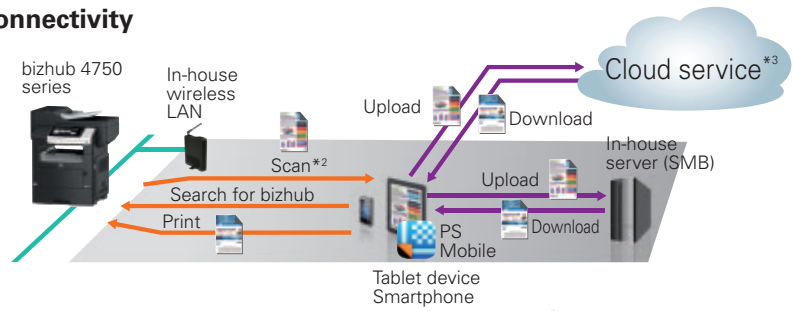 onnectivity
bizhub 4750
series
In-house
wireless
LAN
Cloud service*3
Upload
Download
In-house
server (SMB)
Scan*2
Upload
Search for bizhub
Print
Download
PS
Mobile
Tablet device
Smartphone